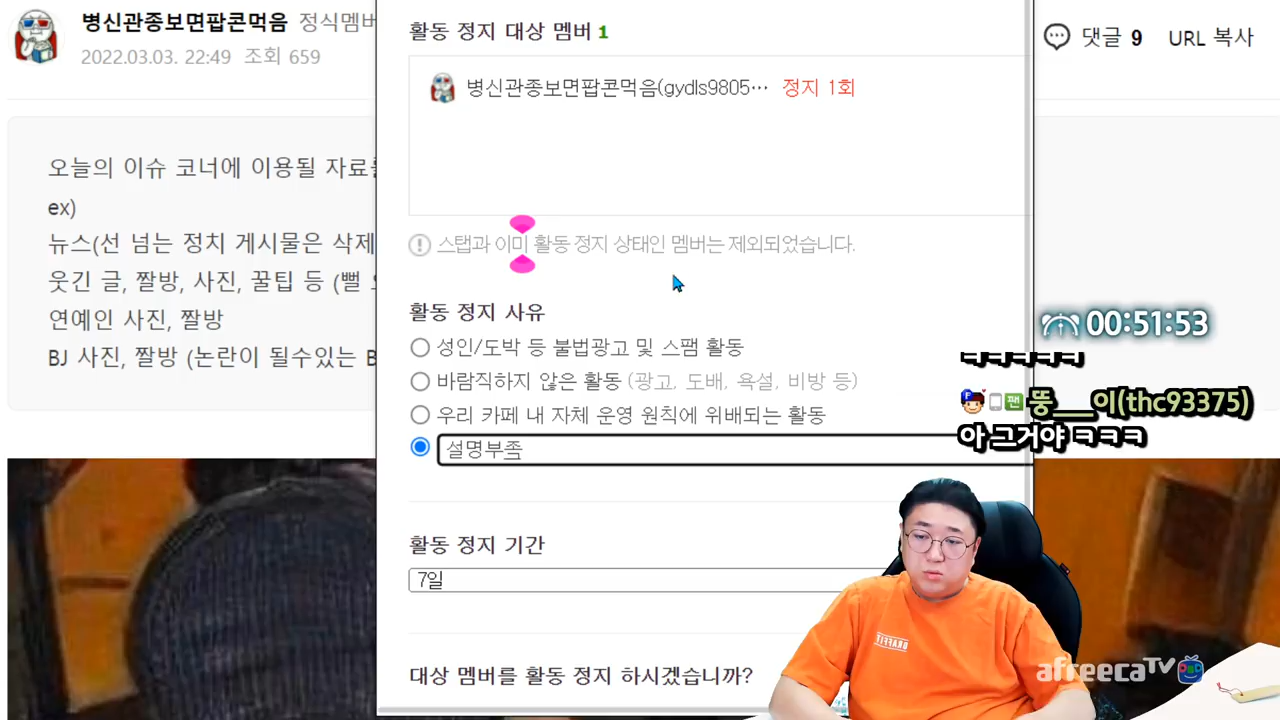 병신관종보면팝콘먹음 정식멤버
2022.03.03. 22:49 조회 659
댓글 9 URL 복사
오늘의 이슈 코너에 이용될
ex)
뉴스(선 넘는 정치 게시물은 삭제
웃긴 글, 짤방, 사진, 꿀팁 등 (뻘
연예인 사진, 짤방
BJ 사진, 짤방 (논란이 될수있는 B
활동 정지 대상 멤버 1
병신관종보면팝콘먹음(gydls9805… 정지 1회
스탭과 이미 활동 정지 상태인 멤버는 제외되었습니다.
활동 정지 사유
성인/도박 등 불법광고 및 스팸 활동
바람직하지 않은 활동 (광고, 도배, 욕설, 비방 등)
우리 카페 내 자체 운영 원칙에 위배되는 활동
설명부족
활동 정지 기간
7일
대상 멤버를 활동 정지 하시겠습니까?
00:51:53
ㅋㅋㅋㅋㅋ
팬 뚱__이(thc93375)
아 그거야 ㅋㅋㅋ
GRAFFIT
afreecaTV